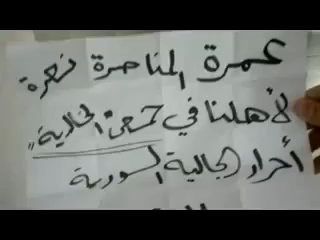 عمرة المناصرة نصرة
لأهلنا في حمص "الخالدية"
أحرار الجالية السورية